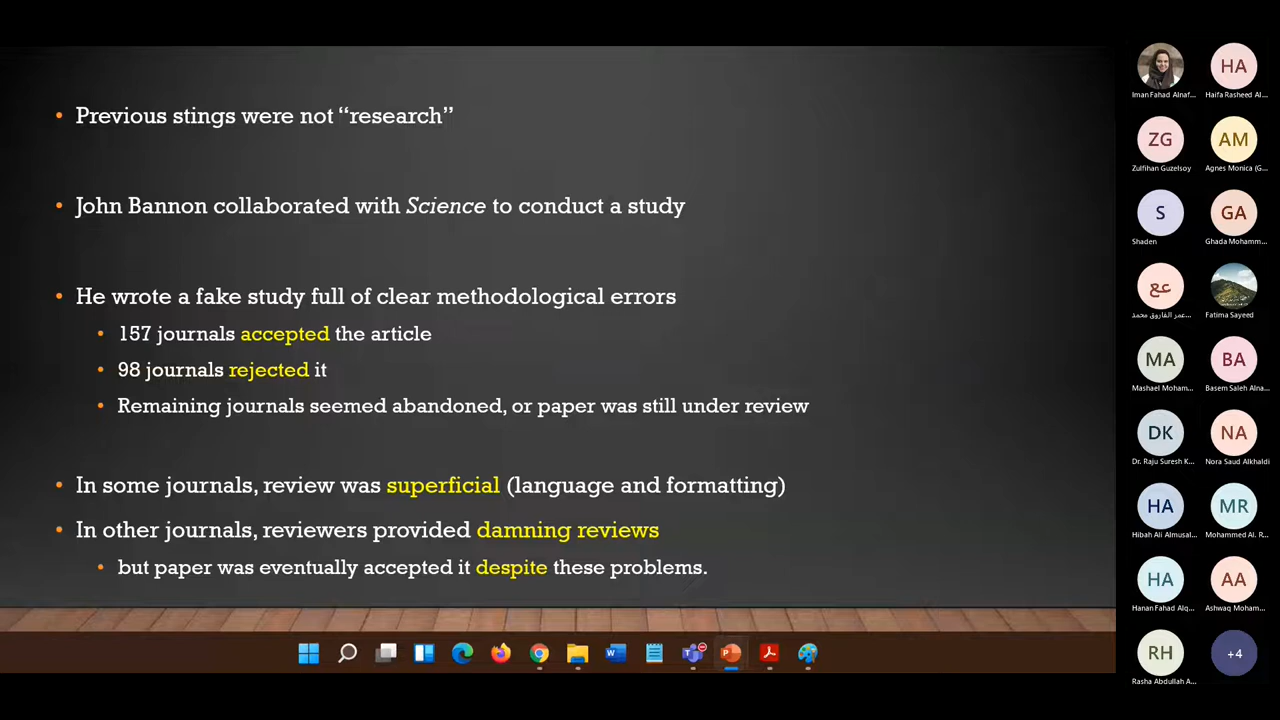 • Previous stings were not “research”
• John Bannon collaborated with Science to conduct a study
• He wrote a fake study full of clear methodological errors
• 157 journals accepted the article
• 98 journals rejected it
• Remaining journals seemed abandoned, or paper was still under review
• In some journals, review was superficial (language and formatting)
• In other journals, reviewers provided damning reviews
• but paper was eventually accepted it despite these problems.
Iman Fahad Alnaf...
HA
Haifa Rasheed Al...
ZG
Zulfihan Guzelsoy
AM
Agnes Monica (G...
S
Shaden
GA
Ghada Mohamm...
عع
عمر الفاروق محمد...
Fatima Sayeed
MA
Mashael Moham...
BA
Basem Saleh Alna...
DK
Dr. Raju Suresh K...
NA
Nora Saud Alkhaldi
HA
Hibah Ali Almusal...
MR
Mohammed Al. R...
HA
Hanan Fahad Alq...
AA
Ashwaq Moham...
RH
Rasha Abdullah A...
+4